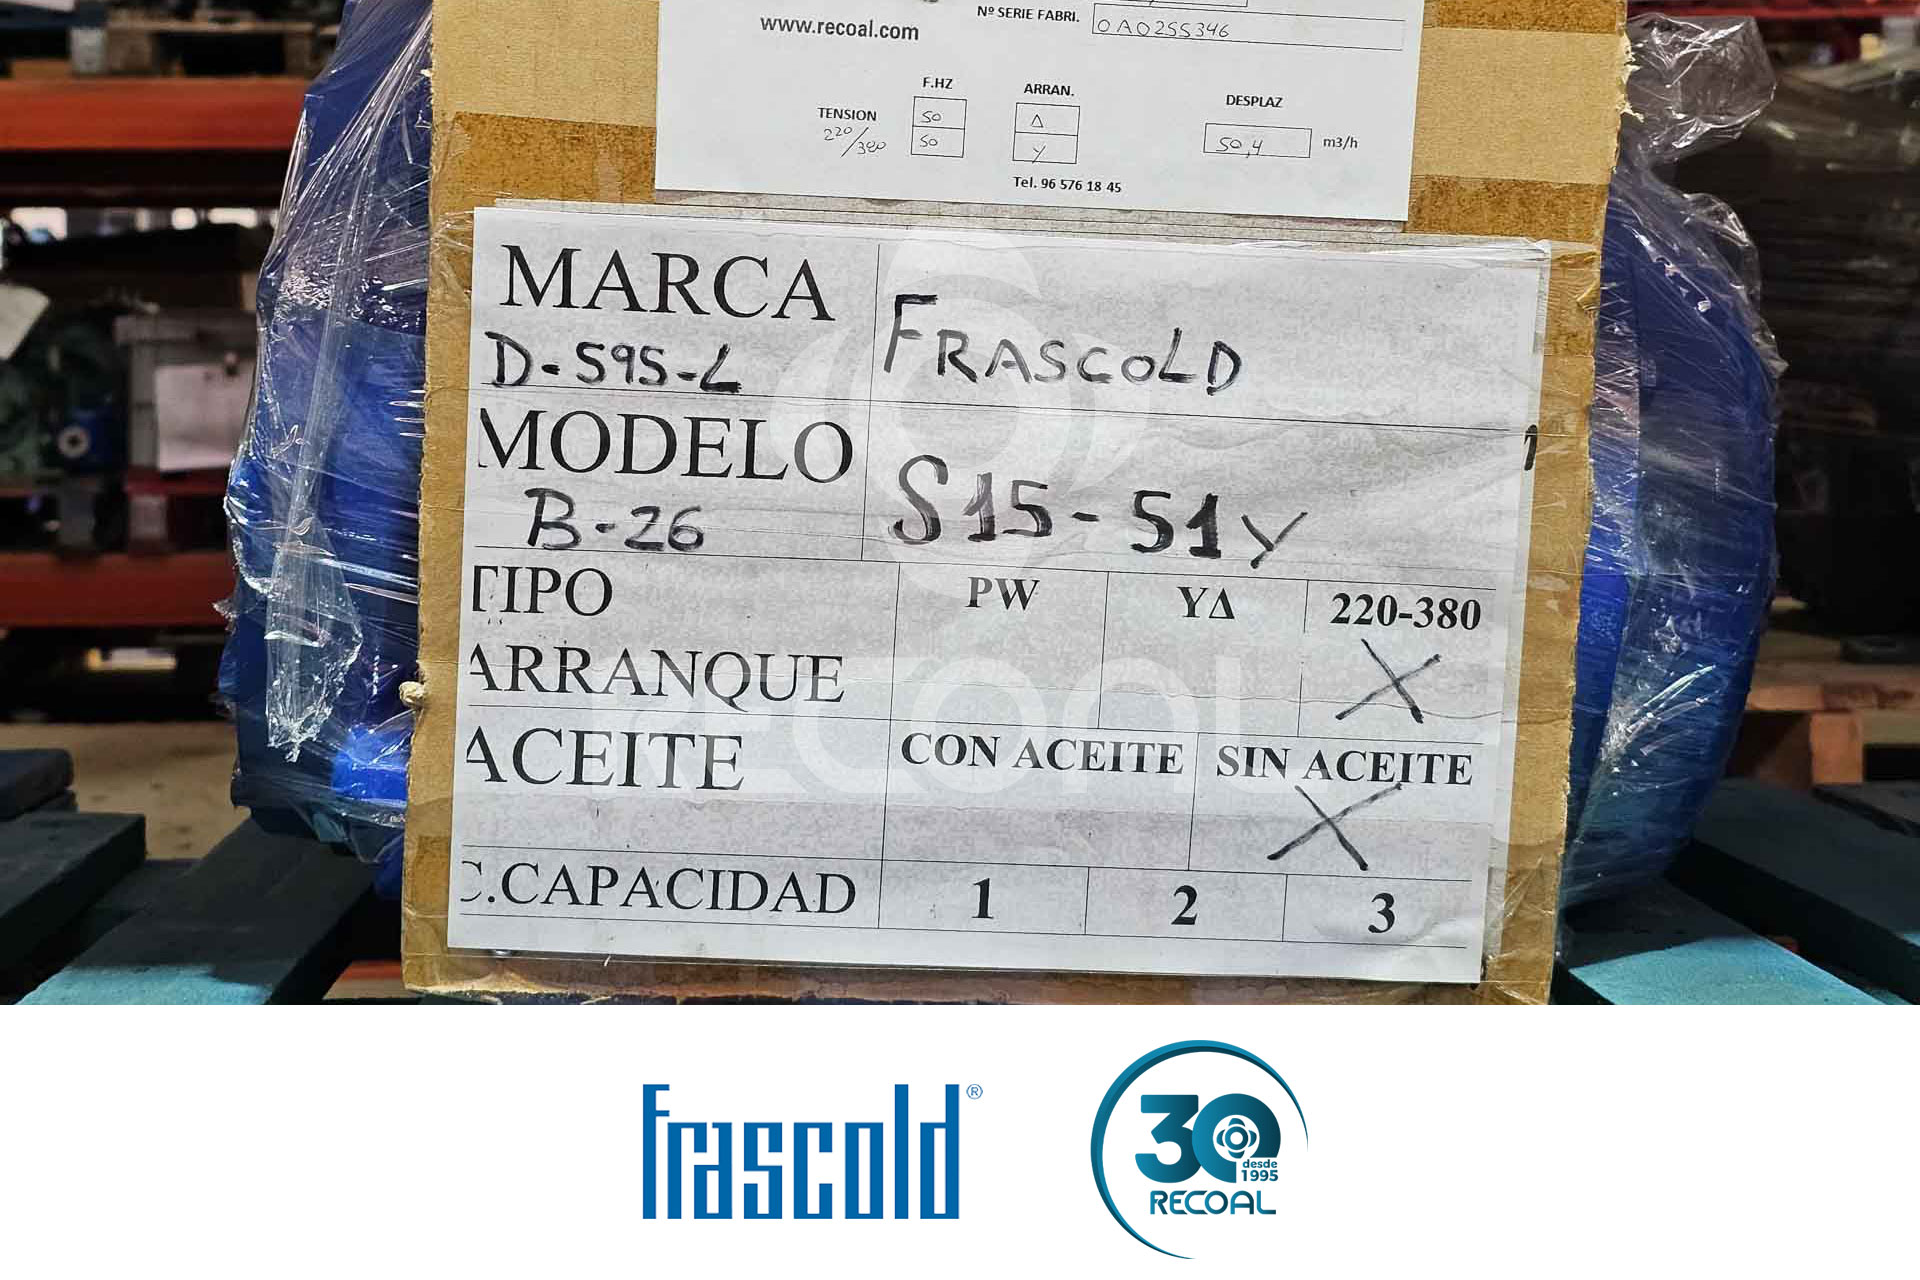 www.recoal.com
Nº SERIE FABRI. 0A0255346
F.HZ ARRAN. DESPLAZ
TENSION 220/380 50 Δ 50,4 m3/h
50 Y
Tel. 96 576 18 45
MARCA FRASCOLD
D-595-L
MODELO S15-51Y
B-26
TIPO PW YΔ 220-380
ARRANQUE X
ACEITE CON ACEITE SIN ACEITE
X
C.CAPACIDAD 1 2 3
RECOAL
frascold®
30
desde
1995
RECOAL